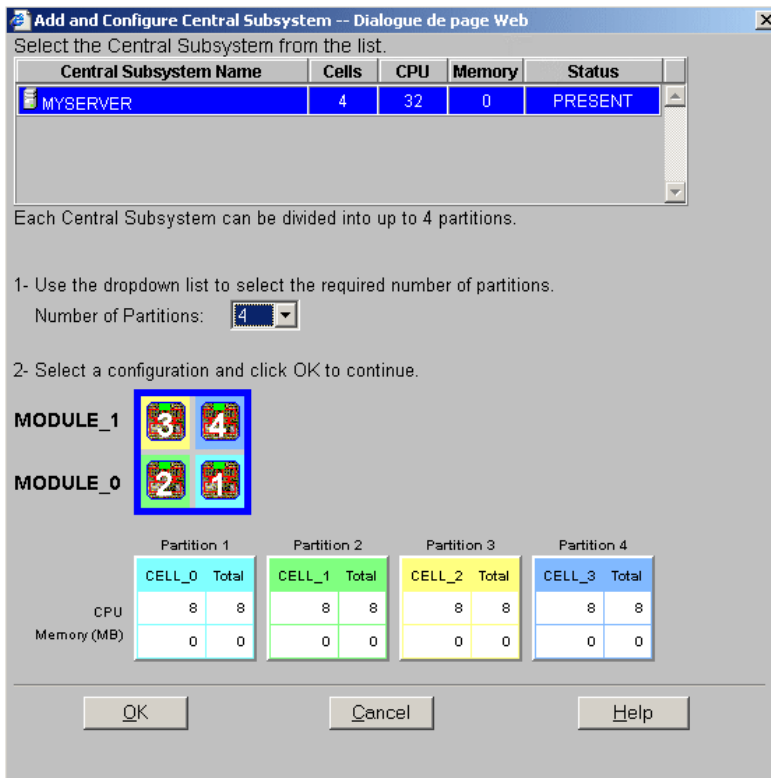 Add and Configure Central Subsystem -- Dialogue de page Web
Select the Central Subsystem from the list.
Central Subsystem Name Cells CPU Memory Status
MYSERVER 4 32 0 PRESENT
Each Central Subsystem can be divided into up to 4 partitions.
1- Use the dropdown list to select the required number of partitions.
Number of Partitions: 4
2- Select a configuration and click OK to continue.
MODULE_1 3 4
MODULE_0 2 1
Partition 1 Partition 2 Partition 3 Partition 4
CELL_0 Total CELL_1 Total CELL_2 Total CELL_3 Total
CPU 8 8 8 8 8 8 8 8
Memory (MB) 0 0 0 0 0 0 0 0
OK Cancel Help